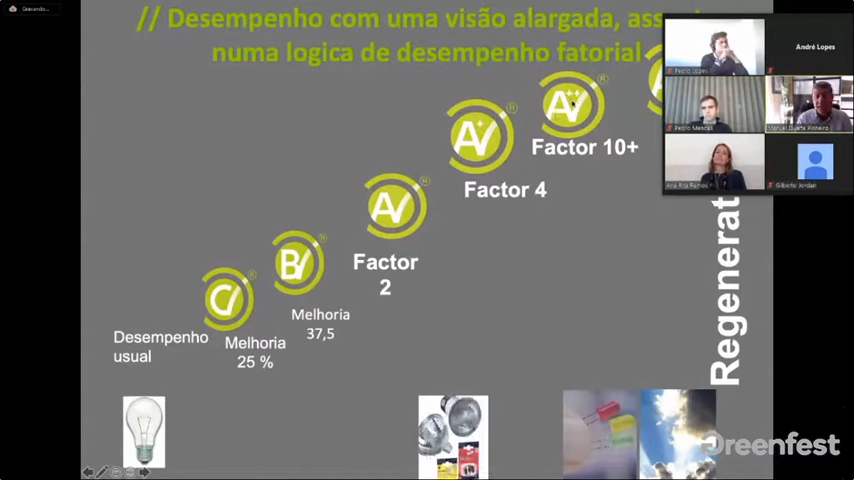 Gravando...
// Desempenho com uma visão alargada,
numa logica de desempenho fatorial
André Lopes
Pedro Lopes
Pedro Mendes
Manuel Duarte Pinheiro
Ana Rita Ramos
Gilberto Jordan
A++
®
A+
®
Factor 10+
Factor 4
A
®
Factor
2
B
®
C
®
Melhoria
37,5
Desempenho
usual
Melhoria
25 %
Regenerat
Greenfest